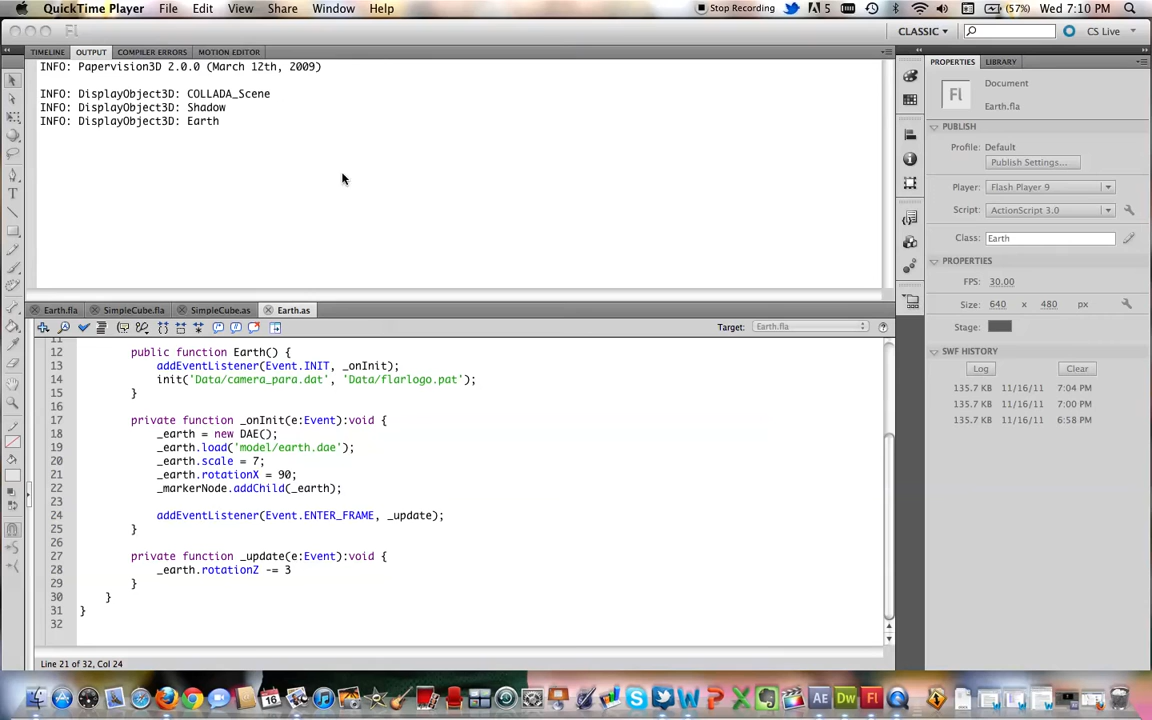 QuickTime Player File Edit View Share Window Help Stop Recording 5 (57%) Wed 7:10 PM
Fl CLASSIC CS Live
TIMELINE OUTPUT COMPILER ERRORS MOTION EDITOR
PROPERTIES LIBRARY
INFO: Papervision3D 2.0.0 (March 12th, 2009)
INFO: DisplayObject3D: COLLADA_Scene
INFO: DisplayObject3D: Shadow
INFO: DisplayObject3D: Earth
Fl
Document
Earth.fla
PUBLISH
Profile: Default
Publish Settings...
Player: Flash Player 9
Script: ActionScript 3.0
Class: Earth
PROPERTIES
FPS: 30.00
Size: 640 x 480 px
Stage:
SWF HISTORY
Log Clear
135.7 KB 11/16/11 7:04 PM
135.7 KB 11/16/11 7:00 PM
135.7 KB 11/16/11 6:58 PM
Earth.fla SimpleCube.fla SimpleCube.as Earth.as
Target: Earth.fla
11
12 public function Earth() {
13 addEventListener(Event.INIT, _onInit);
14 init('Data/camera_para.dat', 'Data/flarlogo.pat');
15 }
16
17 private function _onInit(e:Event):void {
18 _earth = new DAE();
19 _earth.load('model/earth.dae');
20 _earth.scale = 7;
21 _earth.rotationX = 90;
22 _markerNode.addChild(_earth);
23
24 addEventListener(Event.ENTER_FRAME, _update);
25 }
26
27 private function _update(e:Event):void {
28 _earth.rotationZ -= 3
29 }
30 }
31 }
32
Line 21 of 32, Col 24